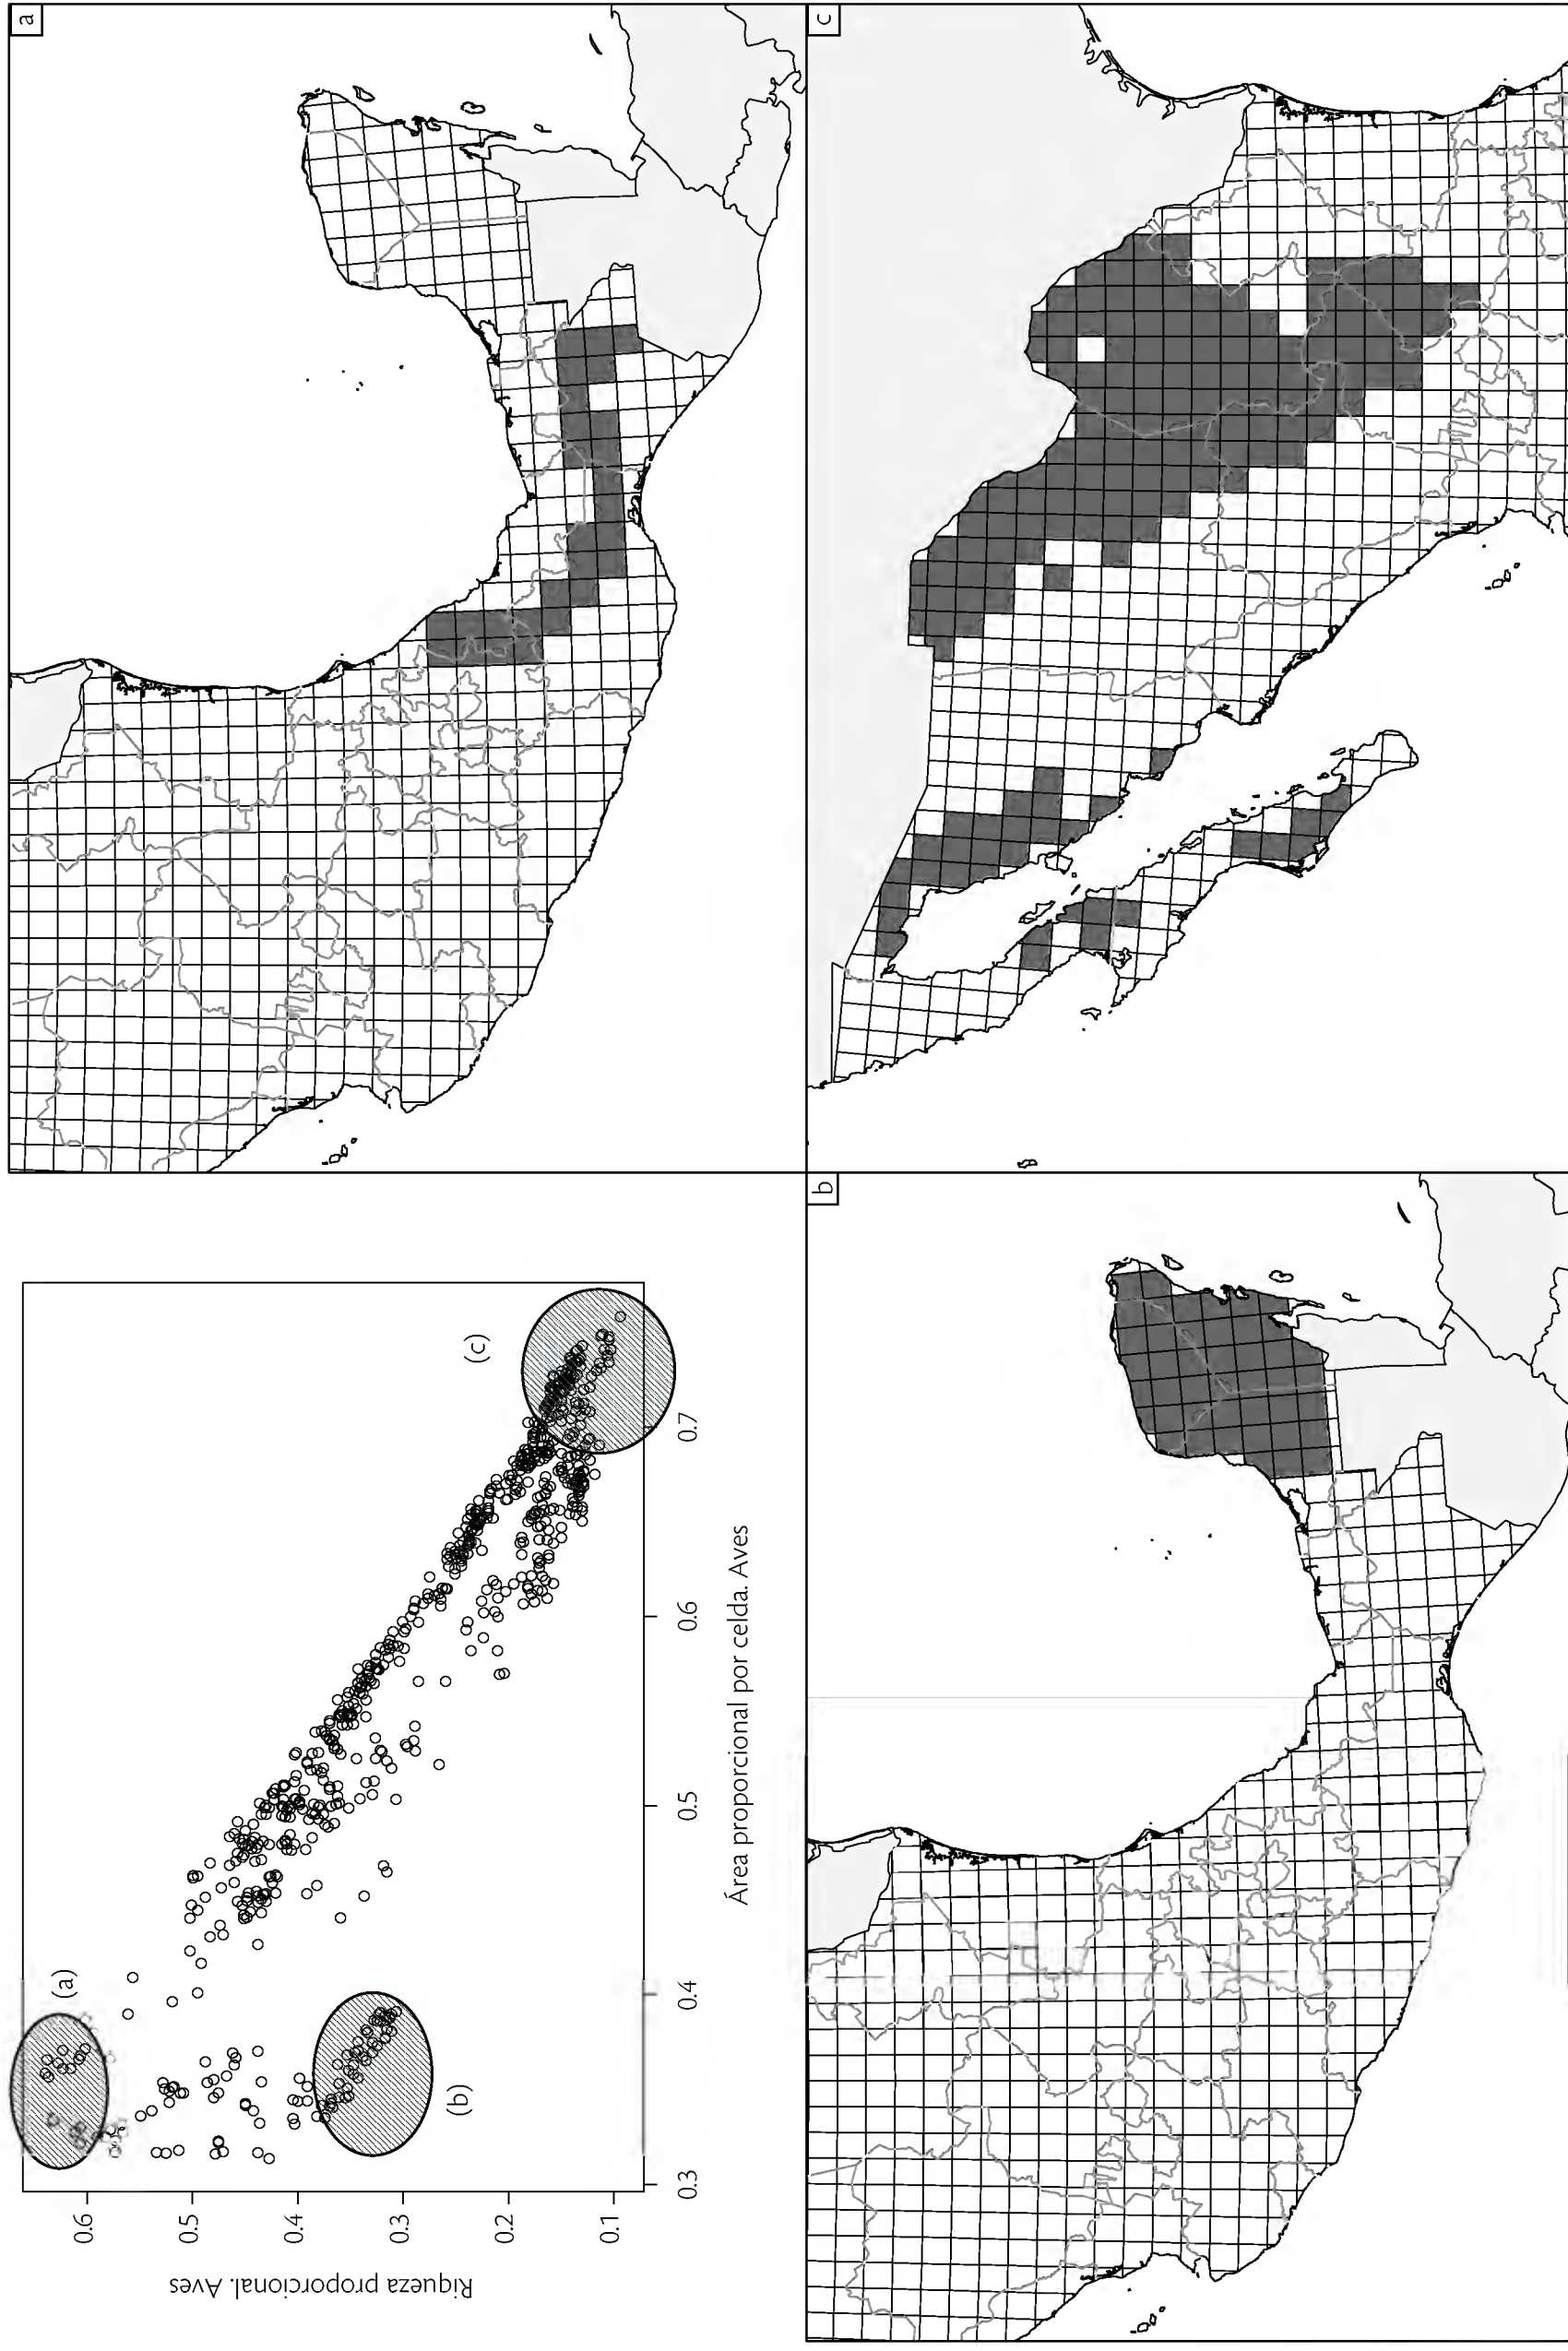 Riqueza proporcional. Aves
0.6
0.5
0.4
0.3
0.2
0.1
(a)
(b)
(c)
0.3
0.4
0.5
0.6
0.7
Área proporcional por celda. Aves
a
b
c